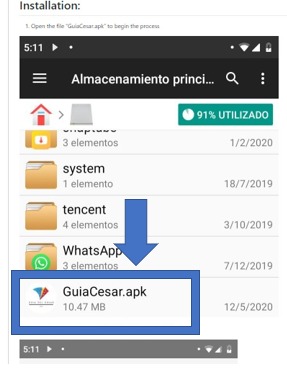 Installation:
1. Open the file "GuiaCesar.apk" to begin the process
5:11
Almacenamiento princi...
91% UTILIZADO
3 elementos 1/2/2020
system
1 elemento 18/7/2019
tencent
4 elementos 3/10/2019
WhatsApp
3 elementos 7/12/2019
GuiaCesar.apk
10.47 MB 12/5/2020
5:11